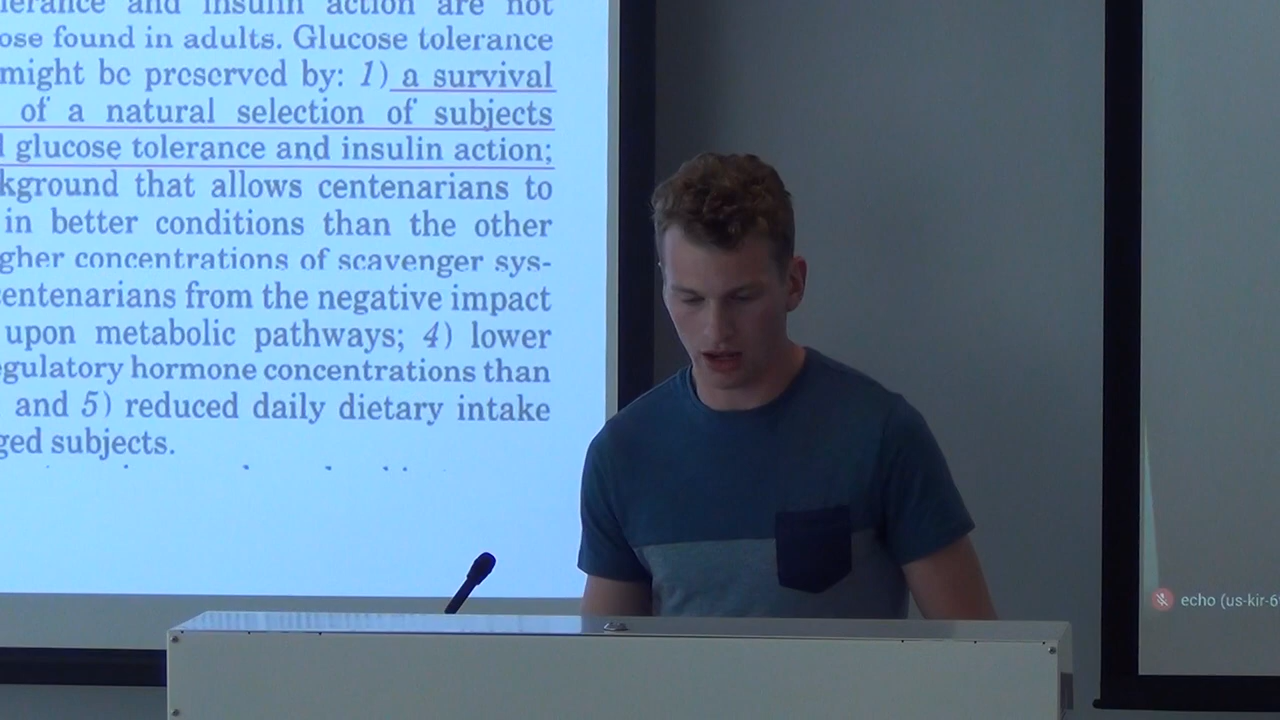 lerance and insulin action are not
ose found in adults. Glucose tolerance
might be preserved by: 1) a survival
of a natural selection of subjects
glucose tolerance and insulin action;
kground that allows centenarians to
in better conditions than the other
gher concentrations of scavenger sys-
centenarians from the negative impact
upon metabolic pathways; 4) lower
egulatory hormone concentrations than
and 5) reduced daily dietary intake
ged subjects.
echo (us-kir-6